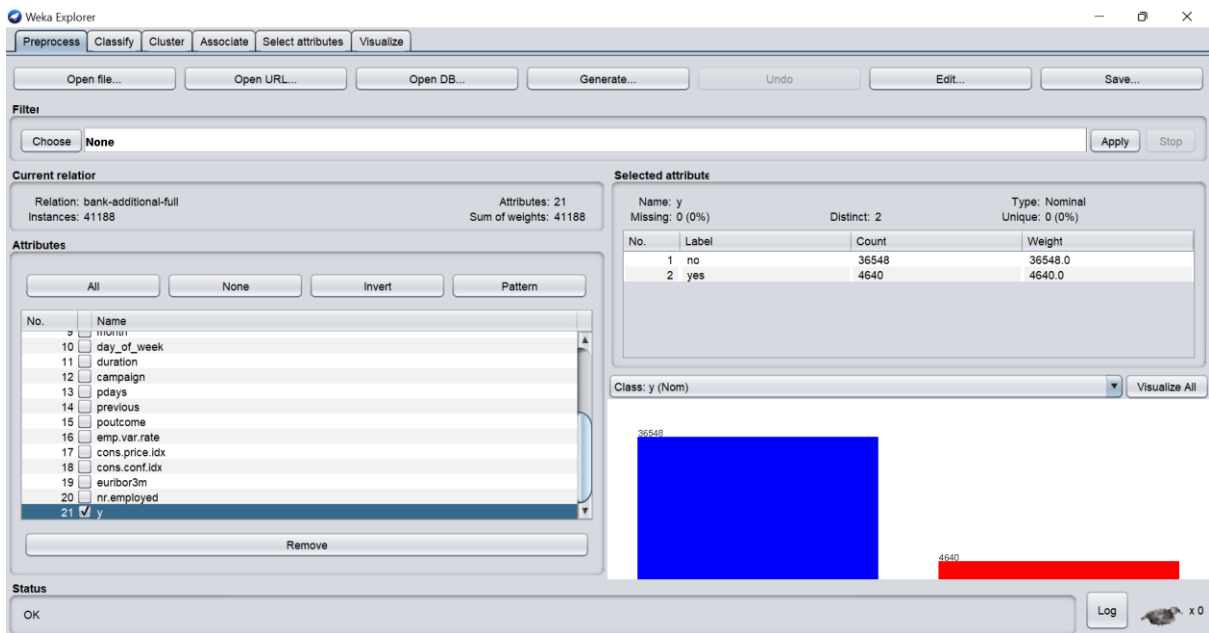 Weka Explorer
Preprocess Classify Cluster Associate Select attributes Visualize
Open file... Open URL... Open DB... Generate... Undo Edit... Save...
Filter
Choose None Apply Stop
Current relation
Relation: bank-additional-full Attributes: 21
Instances: 41188 Sum of weights: 41188
Attributes
All None Invert Pattern
No. Name
9 month
10 day_of_week
11 duration
12 campaign
13 pdays
14 previous
15 poutcome
16 emp.var.rate
17 cons.price.idx
18 cons.conf.idx
19 euribor3m
20 nr.employed
21 y
Remove
Selected attribute
Name: y Type: Nominal
Missing: 0 (0%) Distinct: 2 Unique: 0 (0%)
No. Label Count Weight
1 no 36548 36548.0
2 yes 4640 4640.0
Class: y (Nom) Visualize All
36548
4640
Status
OK
Log x 0